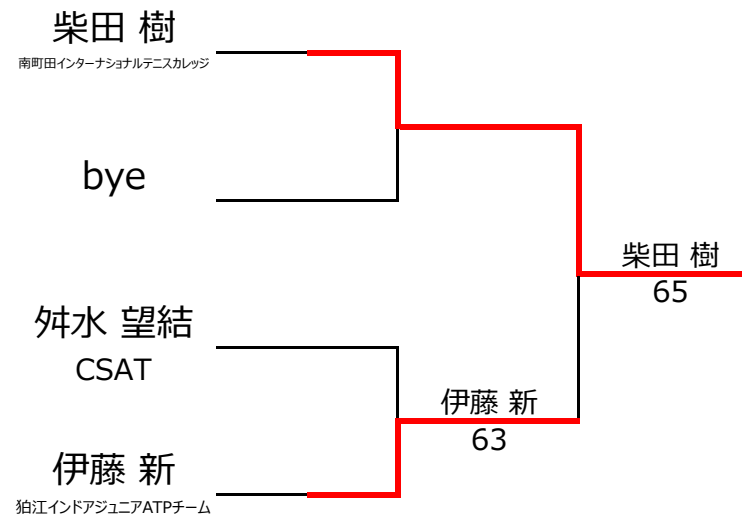 柴田 樹
南町田インターナショナルテニスカレッジ
bye
柴田 樹
65
舛水 望結
CSAT
伊藤 新
63
伊藤 新
狛江インドアジュニアATPチーム